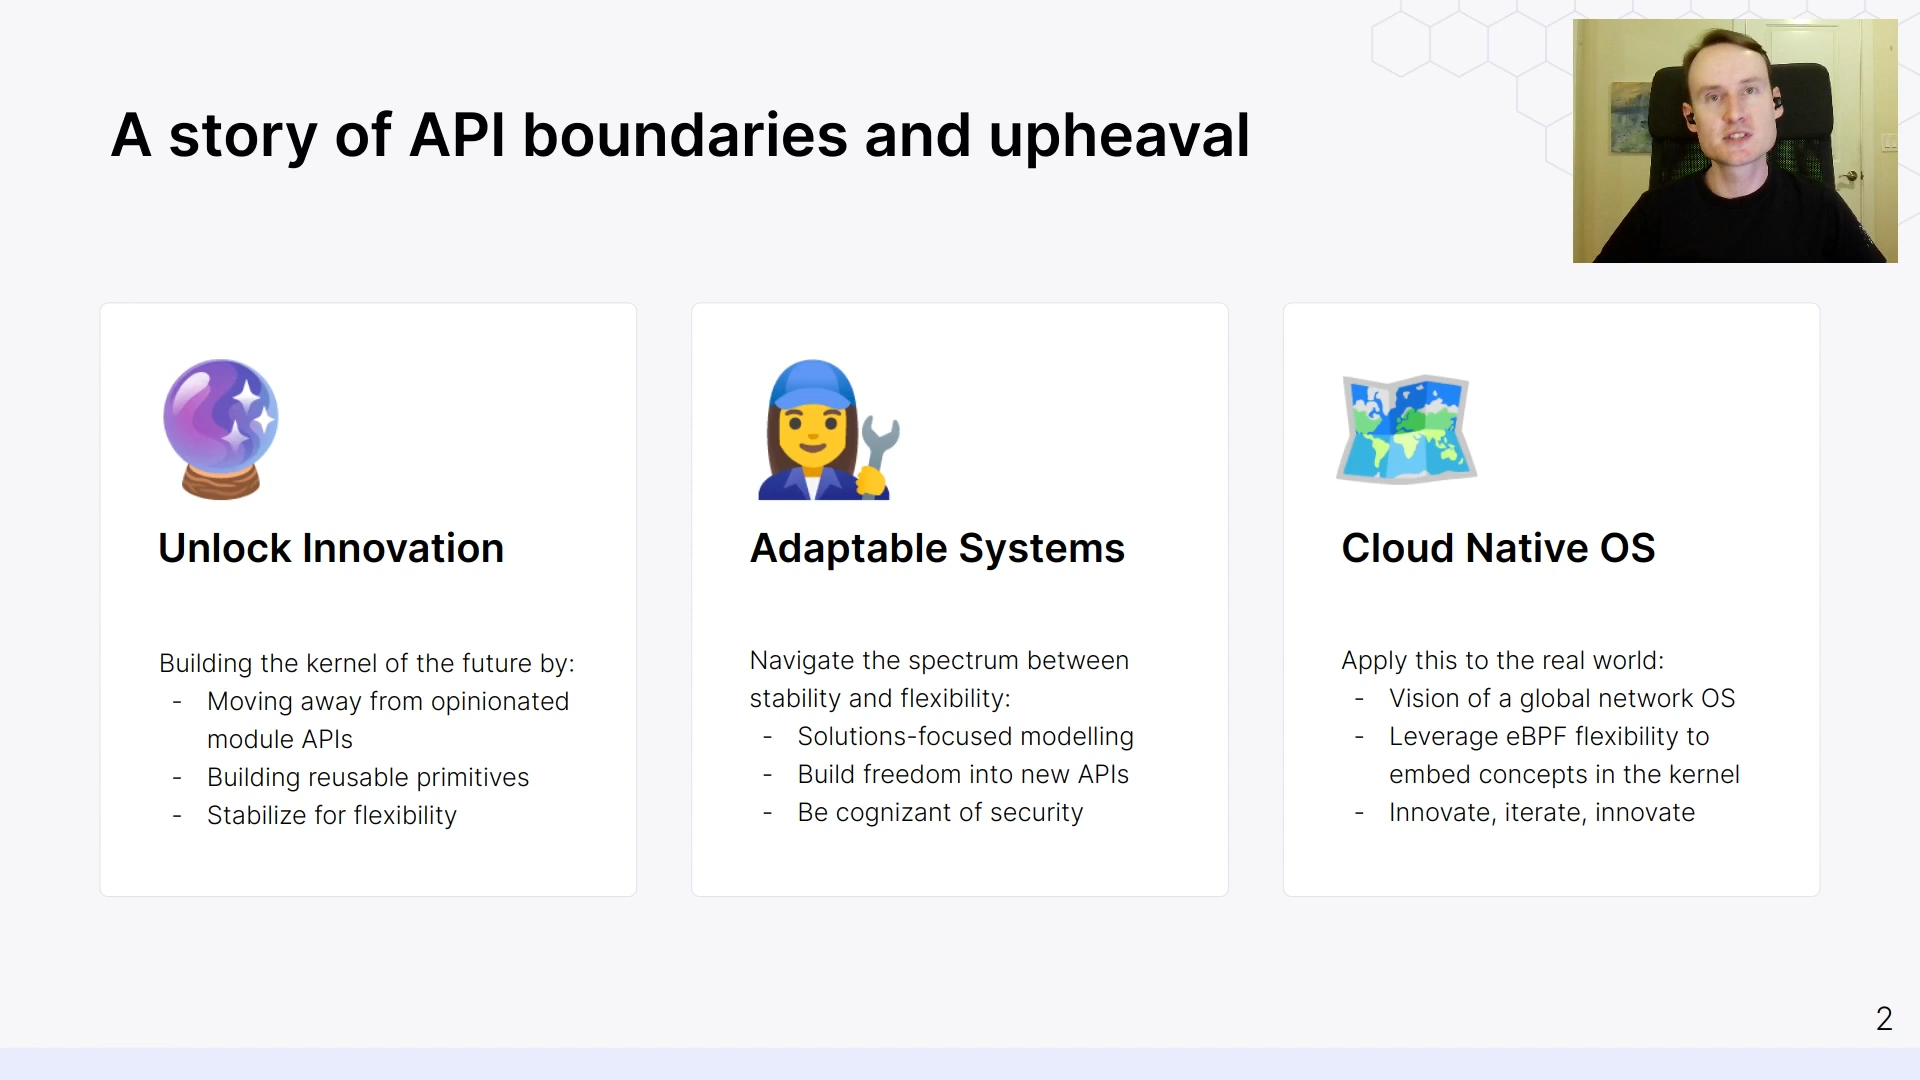 A story of API boundaries and upheaval
Unlock Innovation
Building the kernel of the future by:
- Moving away from opinionated
module APIs
- Building reusable primitives
- Stabilize for flexibility
Adaptable Systems
Navigate the spectrum between
stability and flexibility:
- Solutions-focused modelling
- Build freedom into new APIs
- Be cognizant of security
Cloud Native OS
Apply this to the real world:
- Vision of a global network OS
- Leverage eBPF flexibility to
embed concepts in the kernel
- Innovate, iterate, innovate
2